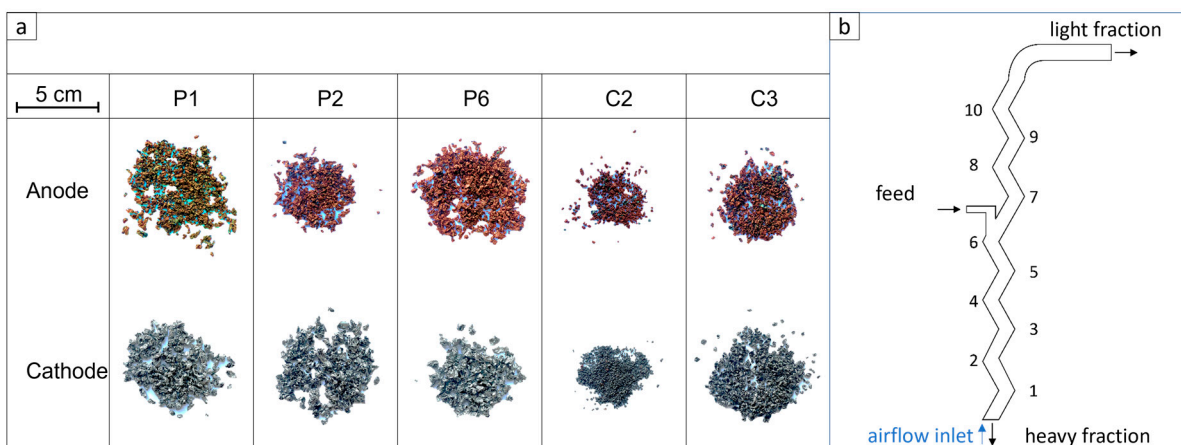 a
5 cm P1 P2 P6 C2 C3
Anode
Cathode
b
light fraction
10
9
8
7
feed
6
5
4
3
2
1
airflow inlet heavy fraction